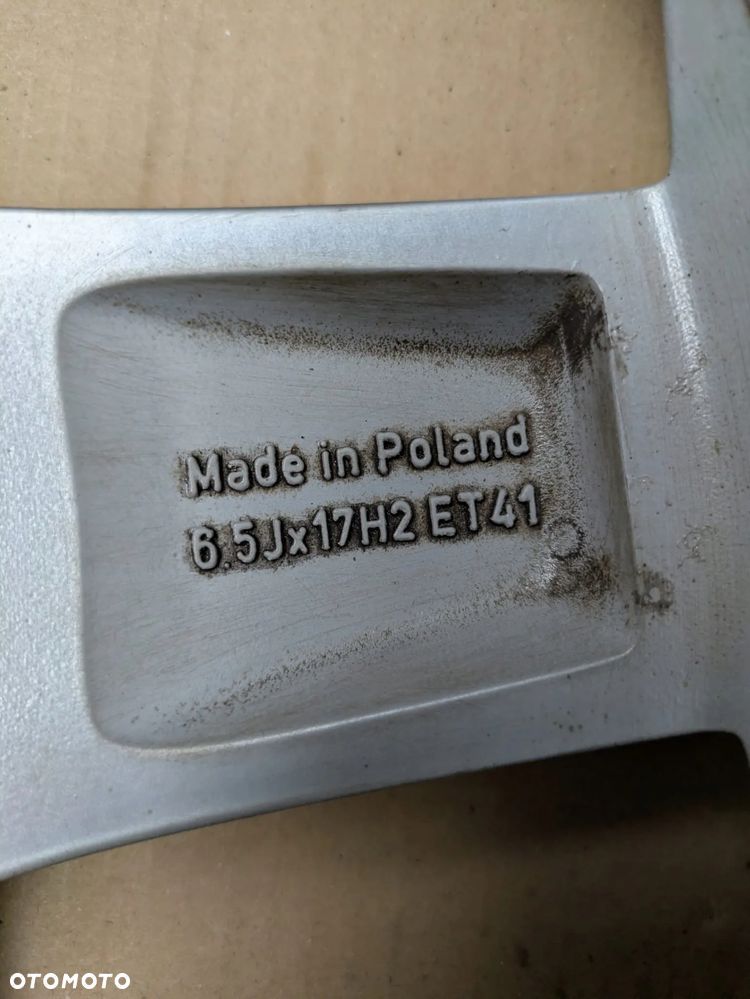 Made in Poland
6.5Jx17H2 ET41
OTOMOTO